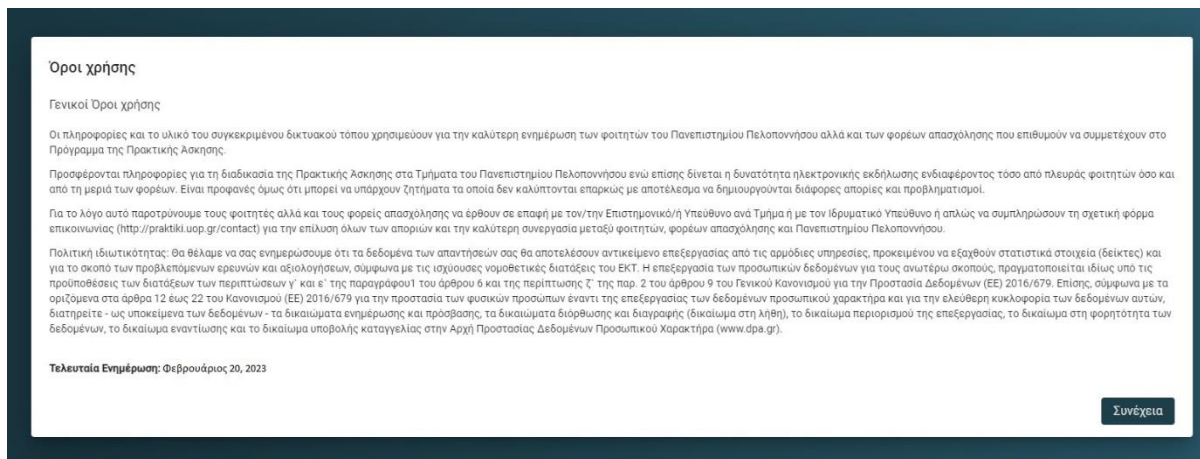 Όροι χρήσης
Γενικοί Όροι χρήσης
Οι πληροφορίες και το υλικό του συγκεκριμένου δικτυακού τόπου χρησιμεύουν για την καλύτερη ενημέρωση των φοιτητών του Πανεπιστημίου Πελοποννήσου αλλά και των φορέων απασχόλησης που επιθυμούν να συμμετέχουν στο
Πρόγραμμα της Πρακτικής Άσκησης.
Προσφέρονται πληροφορίες για τη διαδικασία της Πρακτικής Άσκησης στα Τμήματα του Πανεπιστημίου Πελοποννήσου ενώ επίσης δίνεται η δυνατότητα ηλεκτρονικής εκδήλωσης ενδιαφέροντος τόσο από πλευράς φοιτητών όσο και
από τη μεριά των φορέων. Είναι προφανές όμως ότι μπορεί να υπάρχουν ζητήματα τα οποία δεν καλύπτονται επαρκώς με αποτέλεσμα να δημιουργούνται διάφορες απορίες και προβληματισμοί.
Για το λόγο αυτό παροτρύνουμε τους φοιτητές αλλά και τους φορείς απασχόλησης να έρθουν σε επαφή με τον/την Επιστημονικό/ή Υπεύθυνο ανά Τμήμα ή με τον Ιδρυματικό Υπεύθυνο ή απλώς να συμπληρώσουν τη σχετική φόρμα
επικοινωνίας (http://praktiki.uop.gr/contact) για την επίλυση όλων των αποριών και την καλύτερη συνεργασία μεταξύ φοιτητών, φορέων απασχόλησης και Πανεπιστημίου Πελοποννήσου.
Πολιτική ιδιωτικότητας: Θα θέλαμε να σας ενημερώσουμε ότι τα δεδομένα των απαντήσεών σας θα αποτελέσουν αντικείμενο επεξεργασίας από τις αρμόδιες υπηρεσίες, προκειμένου να εξαχθούν στατιστικά στοιχεία (δείκτες) και
για το σκοπό των προβλεπόμενων ερευνών και αξιολογήσεων, σύμφωνα με τις ισχύουσες νομοθετικές διατάξεις του ΕΚΤ. Η επεξεργασία των προσωπικών δεδομένων για τους ανωτέρω σκοπούς, πραγματοποιείται ιδίως υπό τις
προϋποθέσεις των διατάξεων των περιπτώσεων γ' και ε' της παραγράφου1 του άρθρου 6 και της περίπτωσης ζ' της παρ. 2 του άρθρου 9 του Γενικού Κανονισμού για την Προστασία Δεδομένων (ΕΕ) 2016/679. Επίσης, σύμφωνα με τα
οριζόμενα στα άρθρα 12 έως 22 του Κανονισμού (ΕΕ) 2016/679 για την προστασία των φυσικών προσώπων έναντι της επεξεργασίας των δεδομένων προσωπικού χαρακτήρα και για την ελεύθερη κυκλοφορία των δεδομένων αυτών,
διατηρείτε - ως υποκείμενα των δεδομένων - τα δικαιώματα ενημέρωσης και πρόσβασης, τα δικαιώματα διόρθωσης και διαγραφής (δικαίωμα στη λήθη), το δικαίωμα περιορισμού της επεξεργασίας, το δικαίωμα στη φορητότητα των
δεδομένων, το δικαίωμα εναντίωσης και το δικαίωμα υποβολής καταγγελίας στην Αρχή Προστασίας Δεδομένων Προσωπικού Χαρακτήρα (www.dpa.gr).
Τελευταία Ενημέρωση: Φεβρουάριος 20, 2023
Συνέχεια